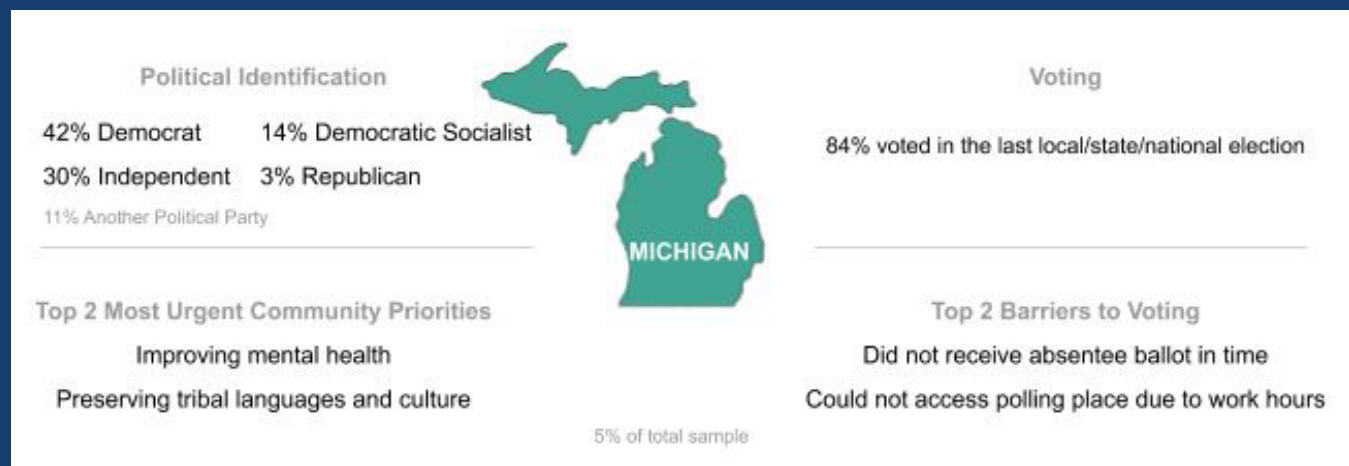 Political Identification
42% Democrat 14% Democratic Socialist
30% Independent 3% Republican
11% Another Political Party
Top 2 Most Urgent Community Priorities
Improving mental health
Preserving tribal languages and culture
MICHIGAN
5% of total sample
Voting
84% voted in the last local/state/national election
Top 2 Barriers to Voting
Did not receive absentee ballot in time
Could not access polling place due to work hours